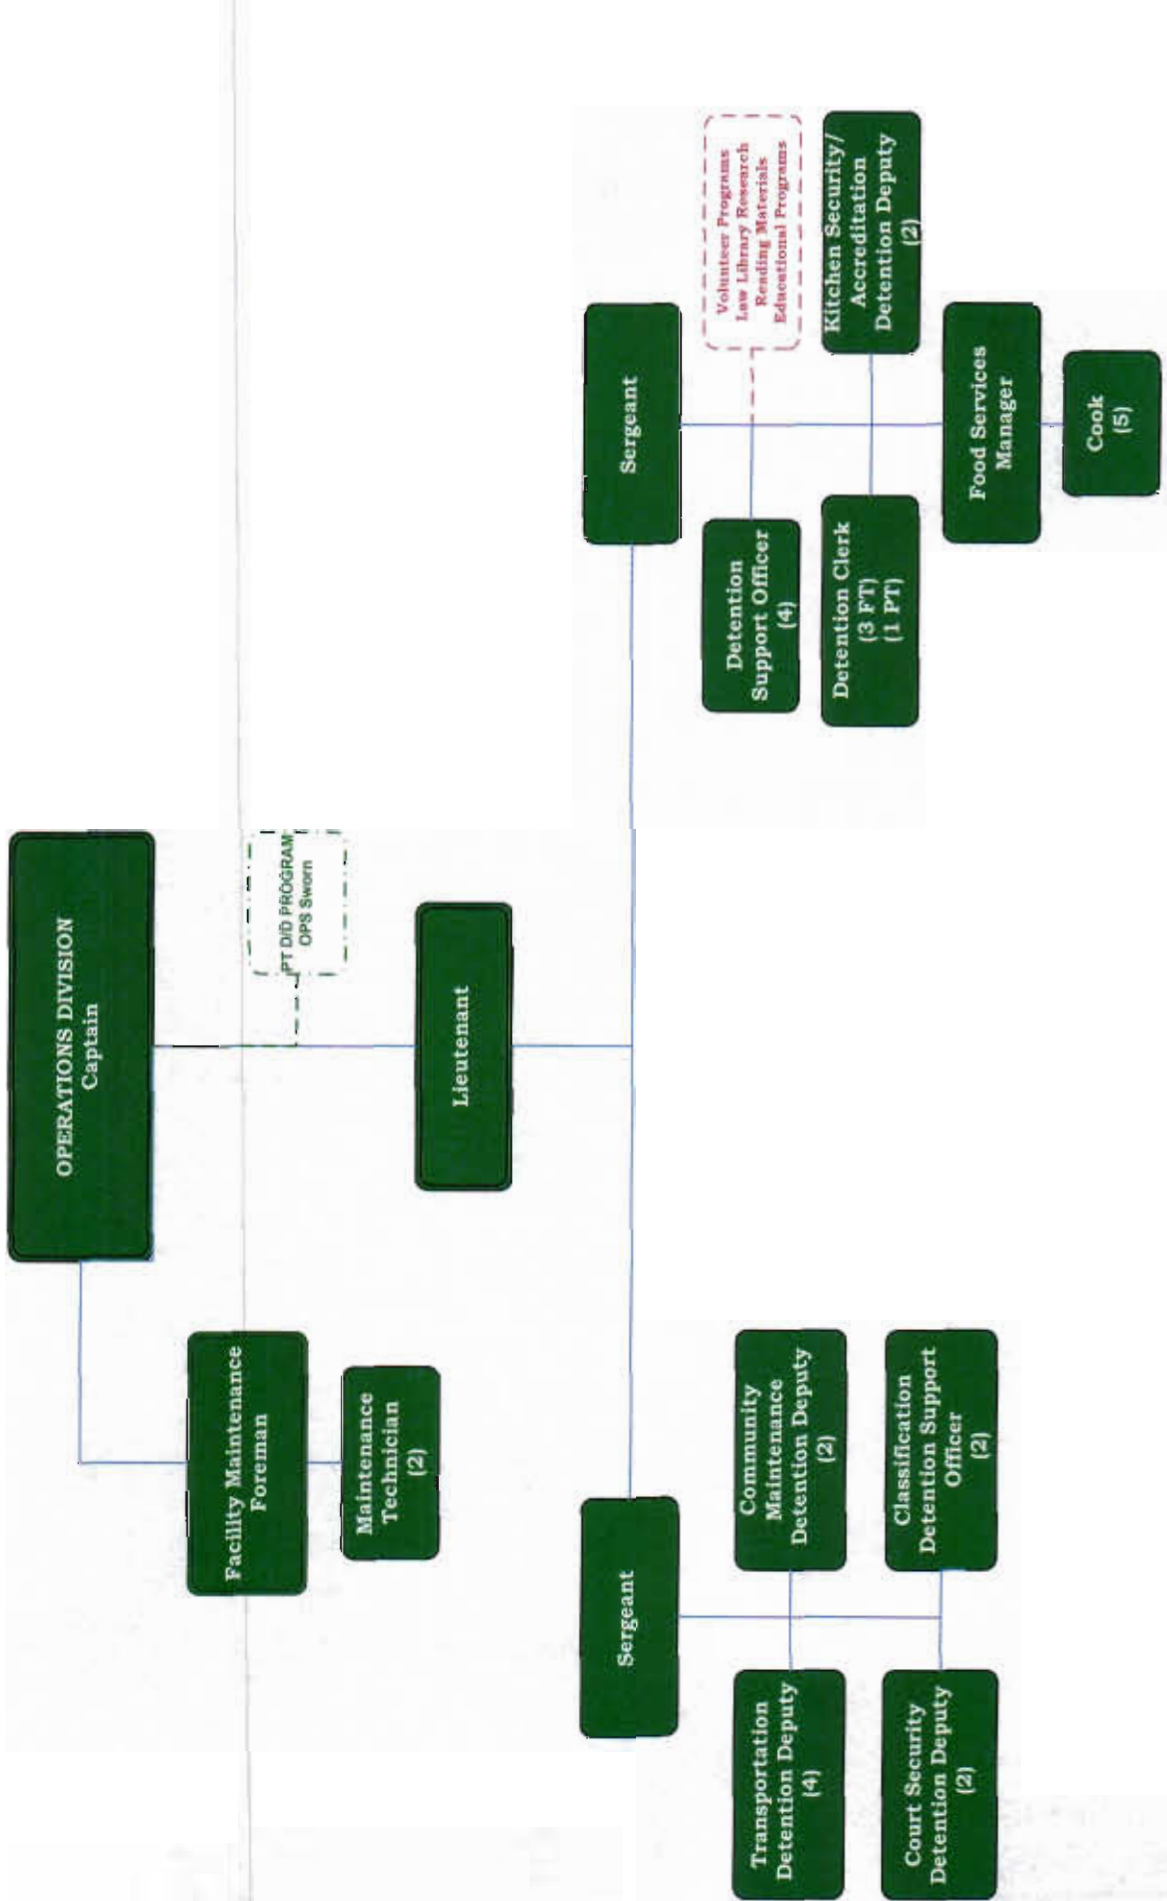 OPERATIONS DIVISION
Captain
PT D/D PROGRAM
OPS Sworn
Facility Maintenance
Foreman
Maintenance
Technician
(2)
Lieutenant
Sergeant
Transportation
Detention Deputy
(4)
Community
Maintenance
Detention Deputy
(2)
Court Security
Detention Deputy
(2)
Classification
Detention Support
Officer
(2)
Sergeant
Detention
Support Officer
(4)
Volunteer Programs
Law Library Research
Reading Materials
Educational Programs
Detention Clerk
(3 FT)
(1 PT)
Kitchen Security/
Accreditation
Detention Deputy
(2)
Food Services
Manager
Cook
(5)